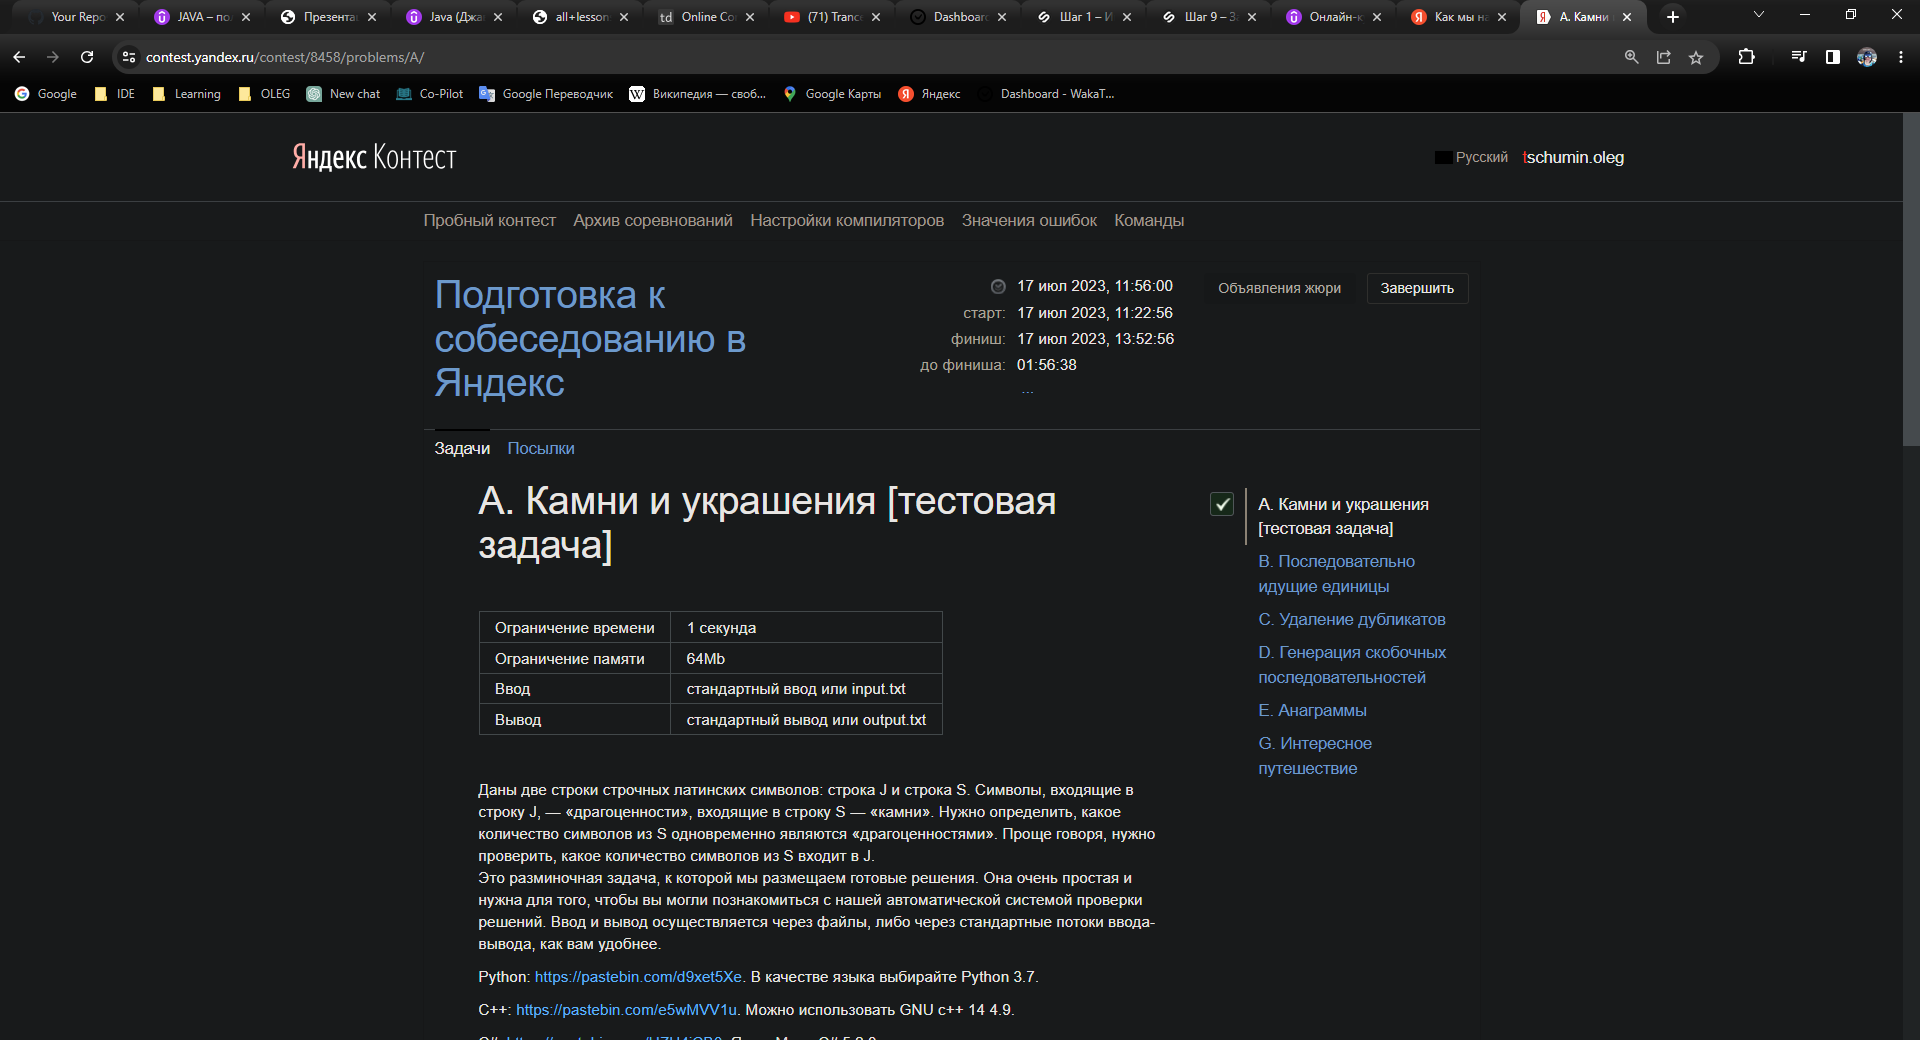 Your Repo
JAVA – по
Презента
Java (Джа
all+lesson
Online Co
(71) Tranc
Dashboard
Шаг 1 – И
Шаг 9 – З
Онлайн-к
Как мы н
А. Камни
contest.yandex.ru/contest/8458/problems/A/
Google IDE Learning OLEG New chat Co-Pilot Google Переводчик Википедия — своб... Google Карты Яндекс Dashboard - WakaT...
Яндекс Контест
Русский tschumin.oleg
Пробный контест Архив соревнований Настройки компиляторов Значения ошибок Команды
Подготовка к
собеседованию в
Яндекс
17 июл 2023, 11:56:00
старт: 17 июл 2023, 11:22:56
финиш: 17 июл 2023, 13:52:56
до финиша: 01:56:38
...
Объявления жюри Завершить
Задачи Посылки
A. Камни и украшения [тестовая
задача]
Ограничение времени 1 секунда
Ограничение памяти 64Mb
Ввод стандартный ввод или input.txt
Вывод стандартный вывод или output.txt
Даны две строки строчных латинских символов: строка J и строка S. Символы, входящие в
строку J, — «драгоценности», входящие в строку S — «камни». Нужно определить, какое
количество символов из S одновременно являются «драгоценностями». Проще говоря, нужно
проверить, какое количество символов из S входит в J.
Это разминочная задача, к которой мы размещаем готовые решения. Она очень простая и
нужна для того, чтобы вы могли познакомиться с нашей автоматической системой проверки
решений. Ввод и вывод осуществляется через файлы, либо через стандартные потоки ввода-
вывода, как вам удобнее.
Python: https://pastebin.com/d9xet5Xe. В качестве языка выбирайте Python 3.7.
C++: https://pastebin.com/e5wMVV1u. Можно использовать GNU c++ 14 4.9.
A. Камни и украшения
[тестовая задача]
B. Последовательно
идущие единицы
C. Удаление дубликатов
D. Генерация скобочных
последовательностей
E. Анаграммы
G. Интересное
путешествие